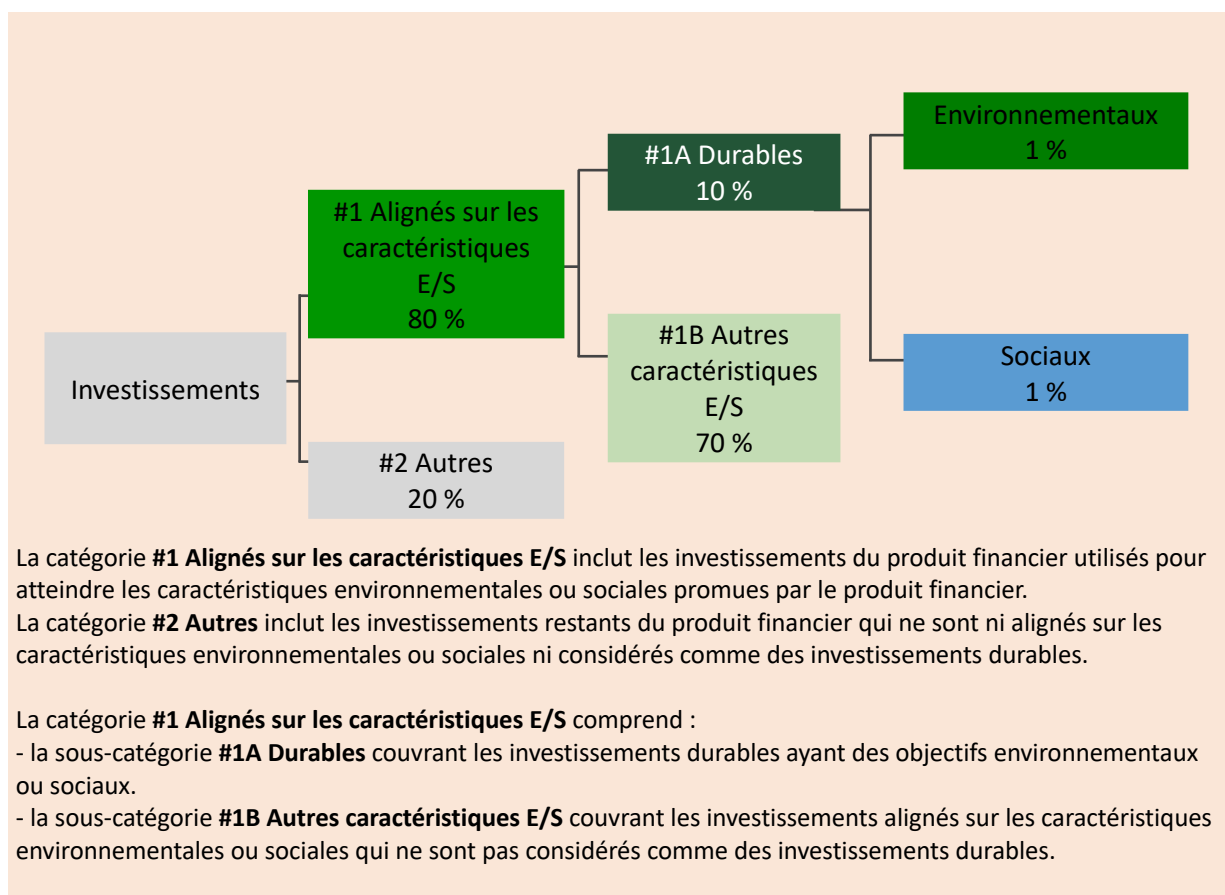 Investissements
#1 Alignés sur les
caractéristiques
E/S
80 %
#2 Autres
20 %
#1A Durables
10 %
#1B Autres
caractéristiques
E/S
70 %
Environnementaux
1 %
Sociaux
1 %
La catégorie #1 Alignés sur les caractéristiques E/S inclut les investissements du produit financier utilisés pour
atteindre les caractéristiques environnementales ou sociales promues par le produit financier.
La catégorie #2 Autres inclut les investissements restants du produit financier qui ne sont ni alignés sur les
caractéristiques environnementales ou sociales ni considérés comme des investissements durables.
La catégorie #1 Alignés sur les caractéristiques E/S comprend :
- la sous-catégorie #1A Durables couvrant les investissements durables ayant des objectifs environnementaux
ou sociaux.
- la sous-catégorie #1B Autres caractéristiques E/S couvrant les investissements alignés sur les caractéristiques
environnementales ou sociales qui ne sont pas considérés comme des investissements durables.